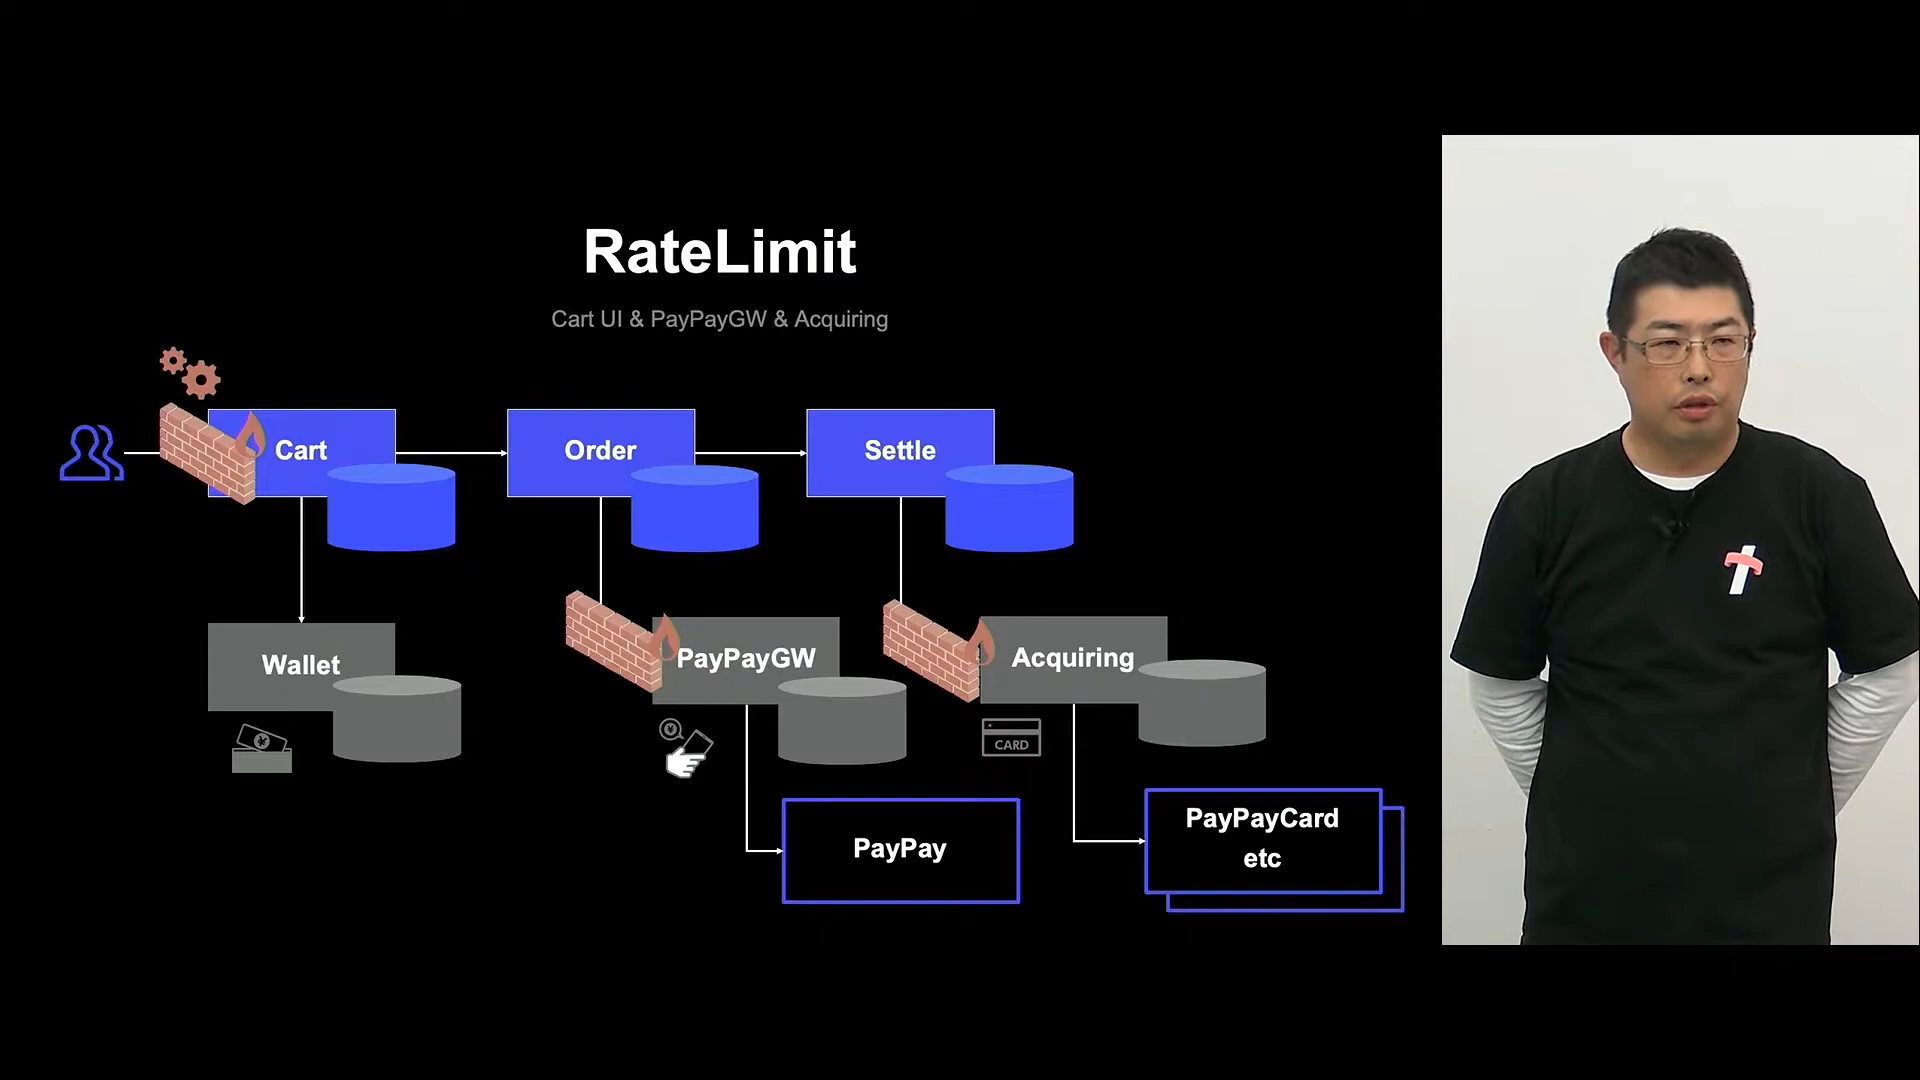 RateLimit
Cart UI & PayPayGW & Acquiring
Cart
Order
Settle
Wallet
PayPayGW
Acquiring
CARD
PayPay
PayPayCard
etc